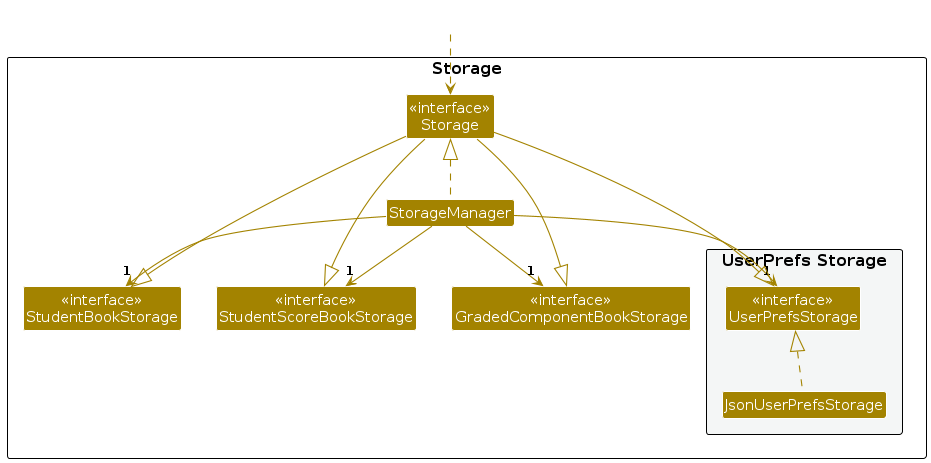 Storage
«interface»
Storage
StorageManager
1
1
1
1
UserPrefs Storage
«interface»
StudentBookStorage
«interface»
StudentScoreBookStorage
«interface»
GradedComponentBookStorage
«interface»
UserPrefsStorage
JsonUserPrefsStorage